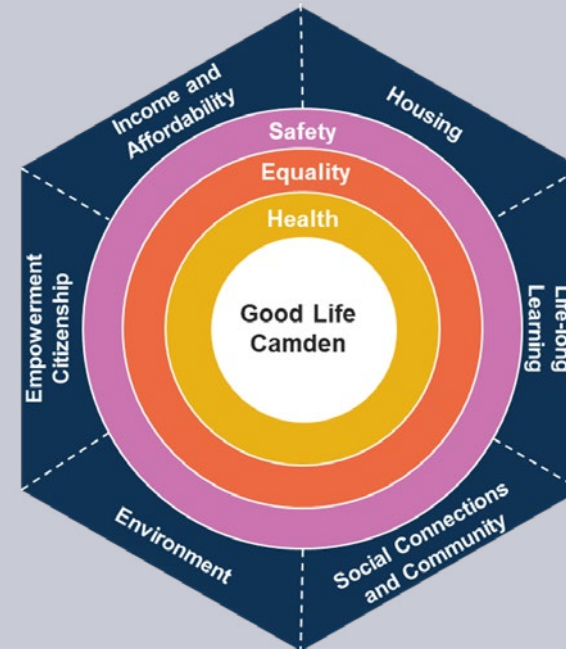 Income and
Affordability
Housing
Safety
Equality
Health
Good Life
Camden
Empowerment
Citizenship
Life-long
Learning
Environment
Social Connections
and Community